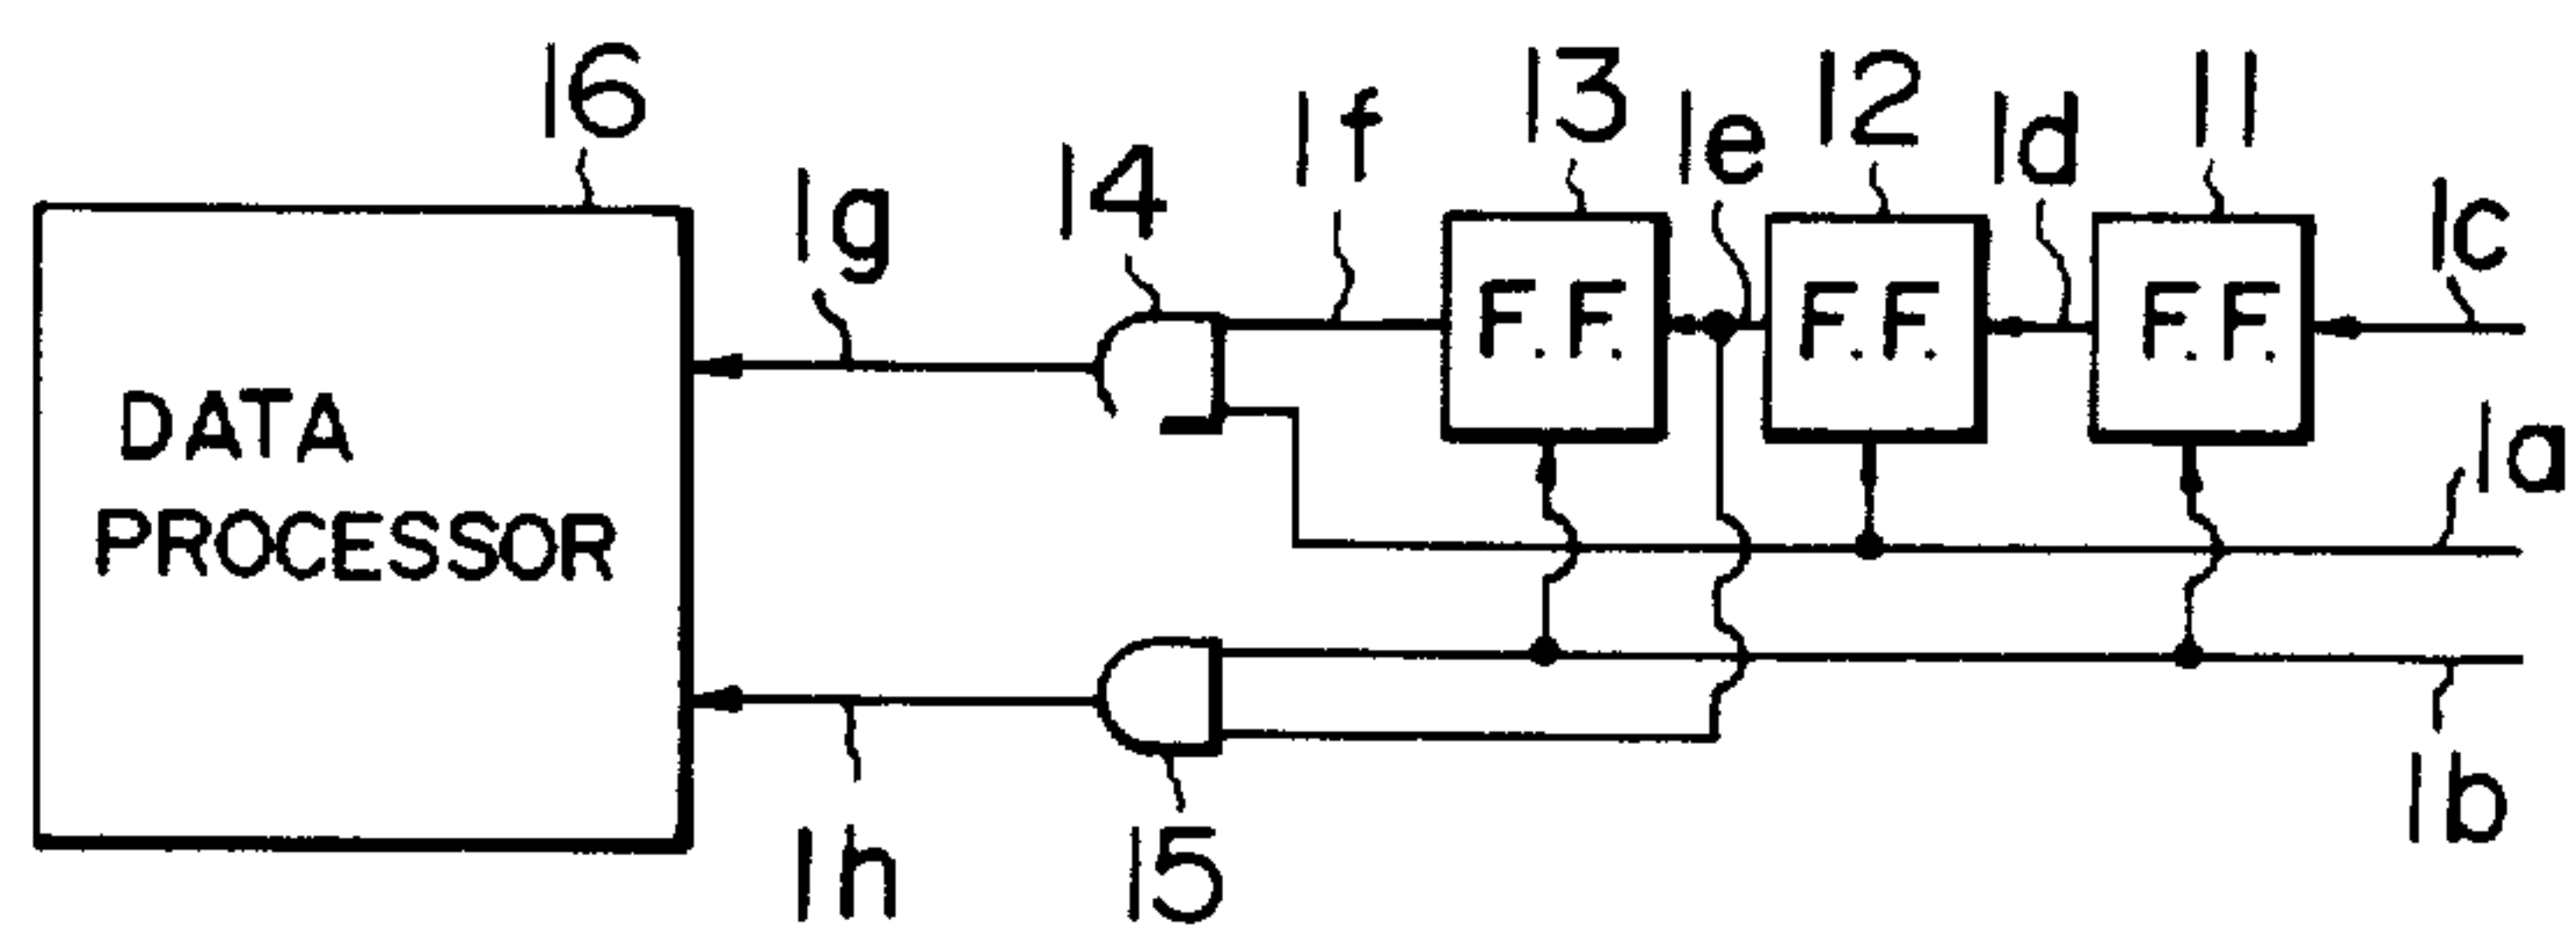 16
1g
14
1f
13
1e
12
1d
11
1c
F.F.
F.F.
F.F.
DATA
PROCESSOR
1a
1h
15
1b